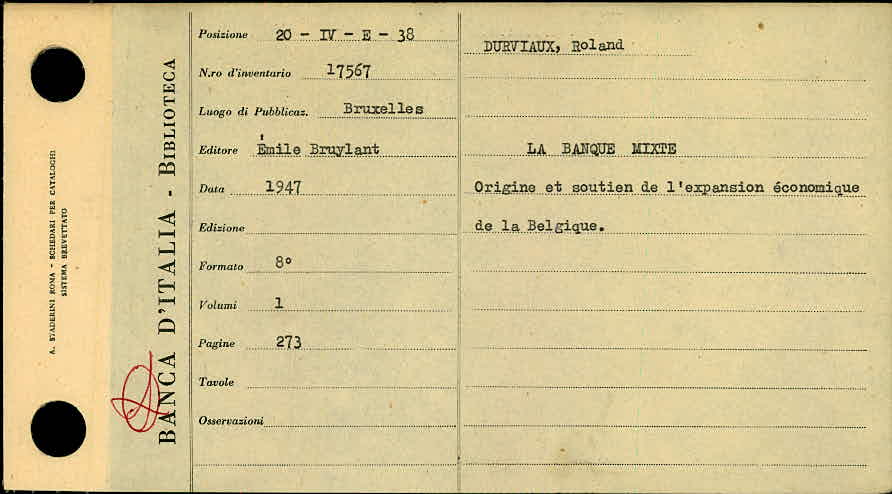 A. STADERINI ROMA - SCHEDARI PER CATALOGHI
SISTEMA BREVETTATO
BANCA D'ITALIA - BIBLIOTECA
Posizione 20 - IV - E - 38
N.ro d'inventario 17567
Luogo di Pubblicaz. Bruxelles
Editore Émile Bruylant
Data 1947
Edizione
Formato 8°
Volumi 1
Pagine 273
Tavole
Osservazioni
DURVIAUX, Roland
LA BANQUE MIXTE
Origine et soutien de l'expansion économique
de la Belgique.